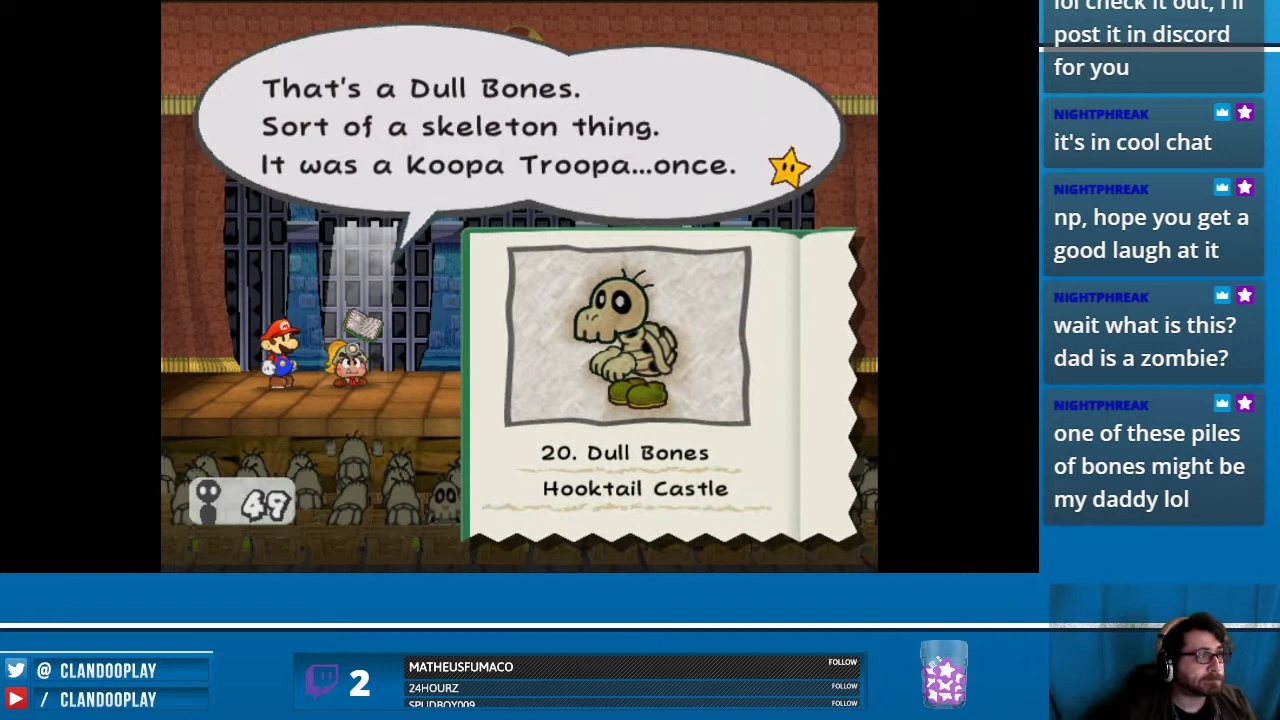 That's a Dull Bones.
Sort of a skeleton thing.
It was a Koopa Troopa...once.
20. Dull Bones
Hooktail Castle
49
lol check it out, i'll
post it in discord
for you
NIGHTPHREAK
it's in cool chat
NIGHTPHREAK
np, hope you get a
good laugh at it
NIGHTPHREAK
wait what is this?
dad is a zombie?
NIGHTPHREAK
one of these piles
of bones might be
my daddy lol
@ CLANDOOPLAY
/ CLANDOOPLAY
2
MATHEUSFUMACO FOLLOW
24HOURZ FOLLOW
SPUDBOY009 FOLLOW